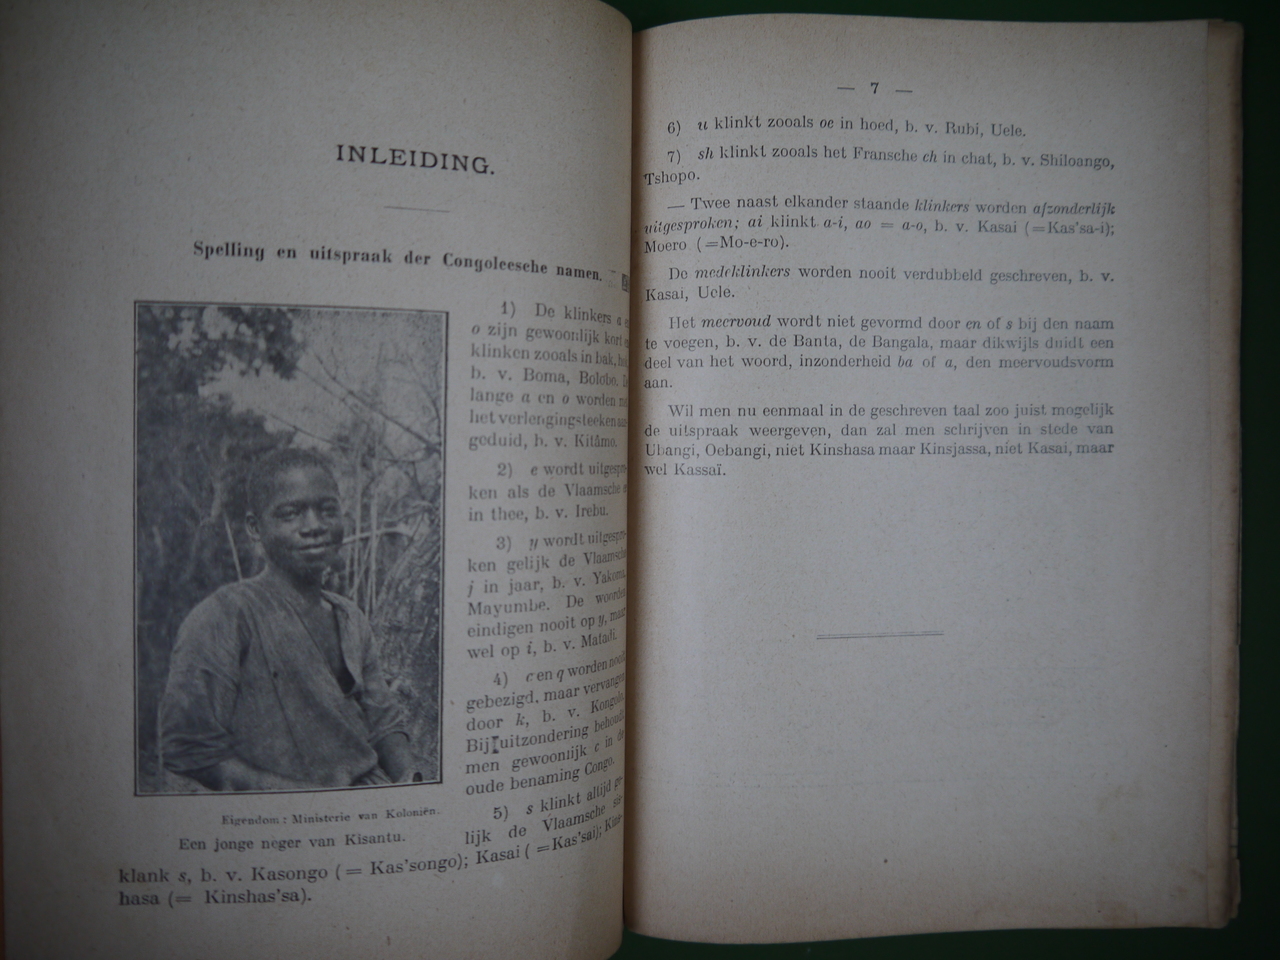 INLEIDING.
Spelling en uitspraak der Congoleesche namen.
1) De klinkers a
o zijn gewoonlijk kort
klinken zooals in bak,
b. v. Boma, Bolobo.
lange a en o worden
het verlengingsteeken
geduid, b. v. Kitâmo.
2) e wordt uitgespro-
ken als de Vlaamsche e
in thee, b. v. Irebu.
3) y wordt uitgespro-
ken gelijk de Vlaamsche
j in jaar, b. v. Yakoma,
Mayumbe. De woorden
eindigen nooit op y, maar
wel op i, b. v. Matadi.
4) c en q worden nooit
gebezigd, maar vervangen
door k, b. v. Kongolo.
Bij uitzondering behoudt
men gewoonlijk c in de
oude benaming Congo.
5) s klinkt altijd ge-
lijk de Vlaamsche sis-
klank s, b. v. Kasongo (= Kas'songo); Kasai (=Kas'sai); Kins-
hasa (= Kinshas'sa).
Eigendom : Ministerie van Koloniën.
Een jonge neger van Kisantu.
— 7 —
6) u klinkt zooals oe in hoed, b. v. Rubi, Uele.
7) sh klinkt zooals het Fransche ch in chat, b. v. Shiloango,
Tshopo.
— Twee naast elkander staande klinkers worden afzonderlijk
uitgesproken; ai klinkt a-i, ao = a-o, b. v. Kasai (=Kas'sa-i);
Moero (=Mo-e-ro).
De medeklinkers worden nooit verdubbeld geschreven, b. v.
Kasai, Uele.
Het meervoud wordt niet gevormd door en of s bij den naam
te voegen, b. v. de Banta, de Bangala, maar dikwijls duidt een
deel van het woord, inzonderheid ba of a, den meervoudsvorm
aan.
Wil men nu eenmaal in de geschreven taal zoo juist mogelijk
de uitspraak weergeven, dan zal men schrijven in stede van
Ubangi, Oebangi, niet Kinshasa maar Kinsjassa, niet Kasai, maar
wel Kassaï.